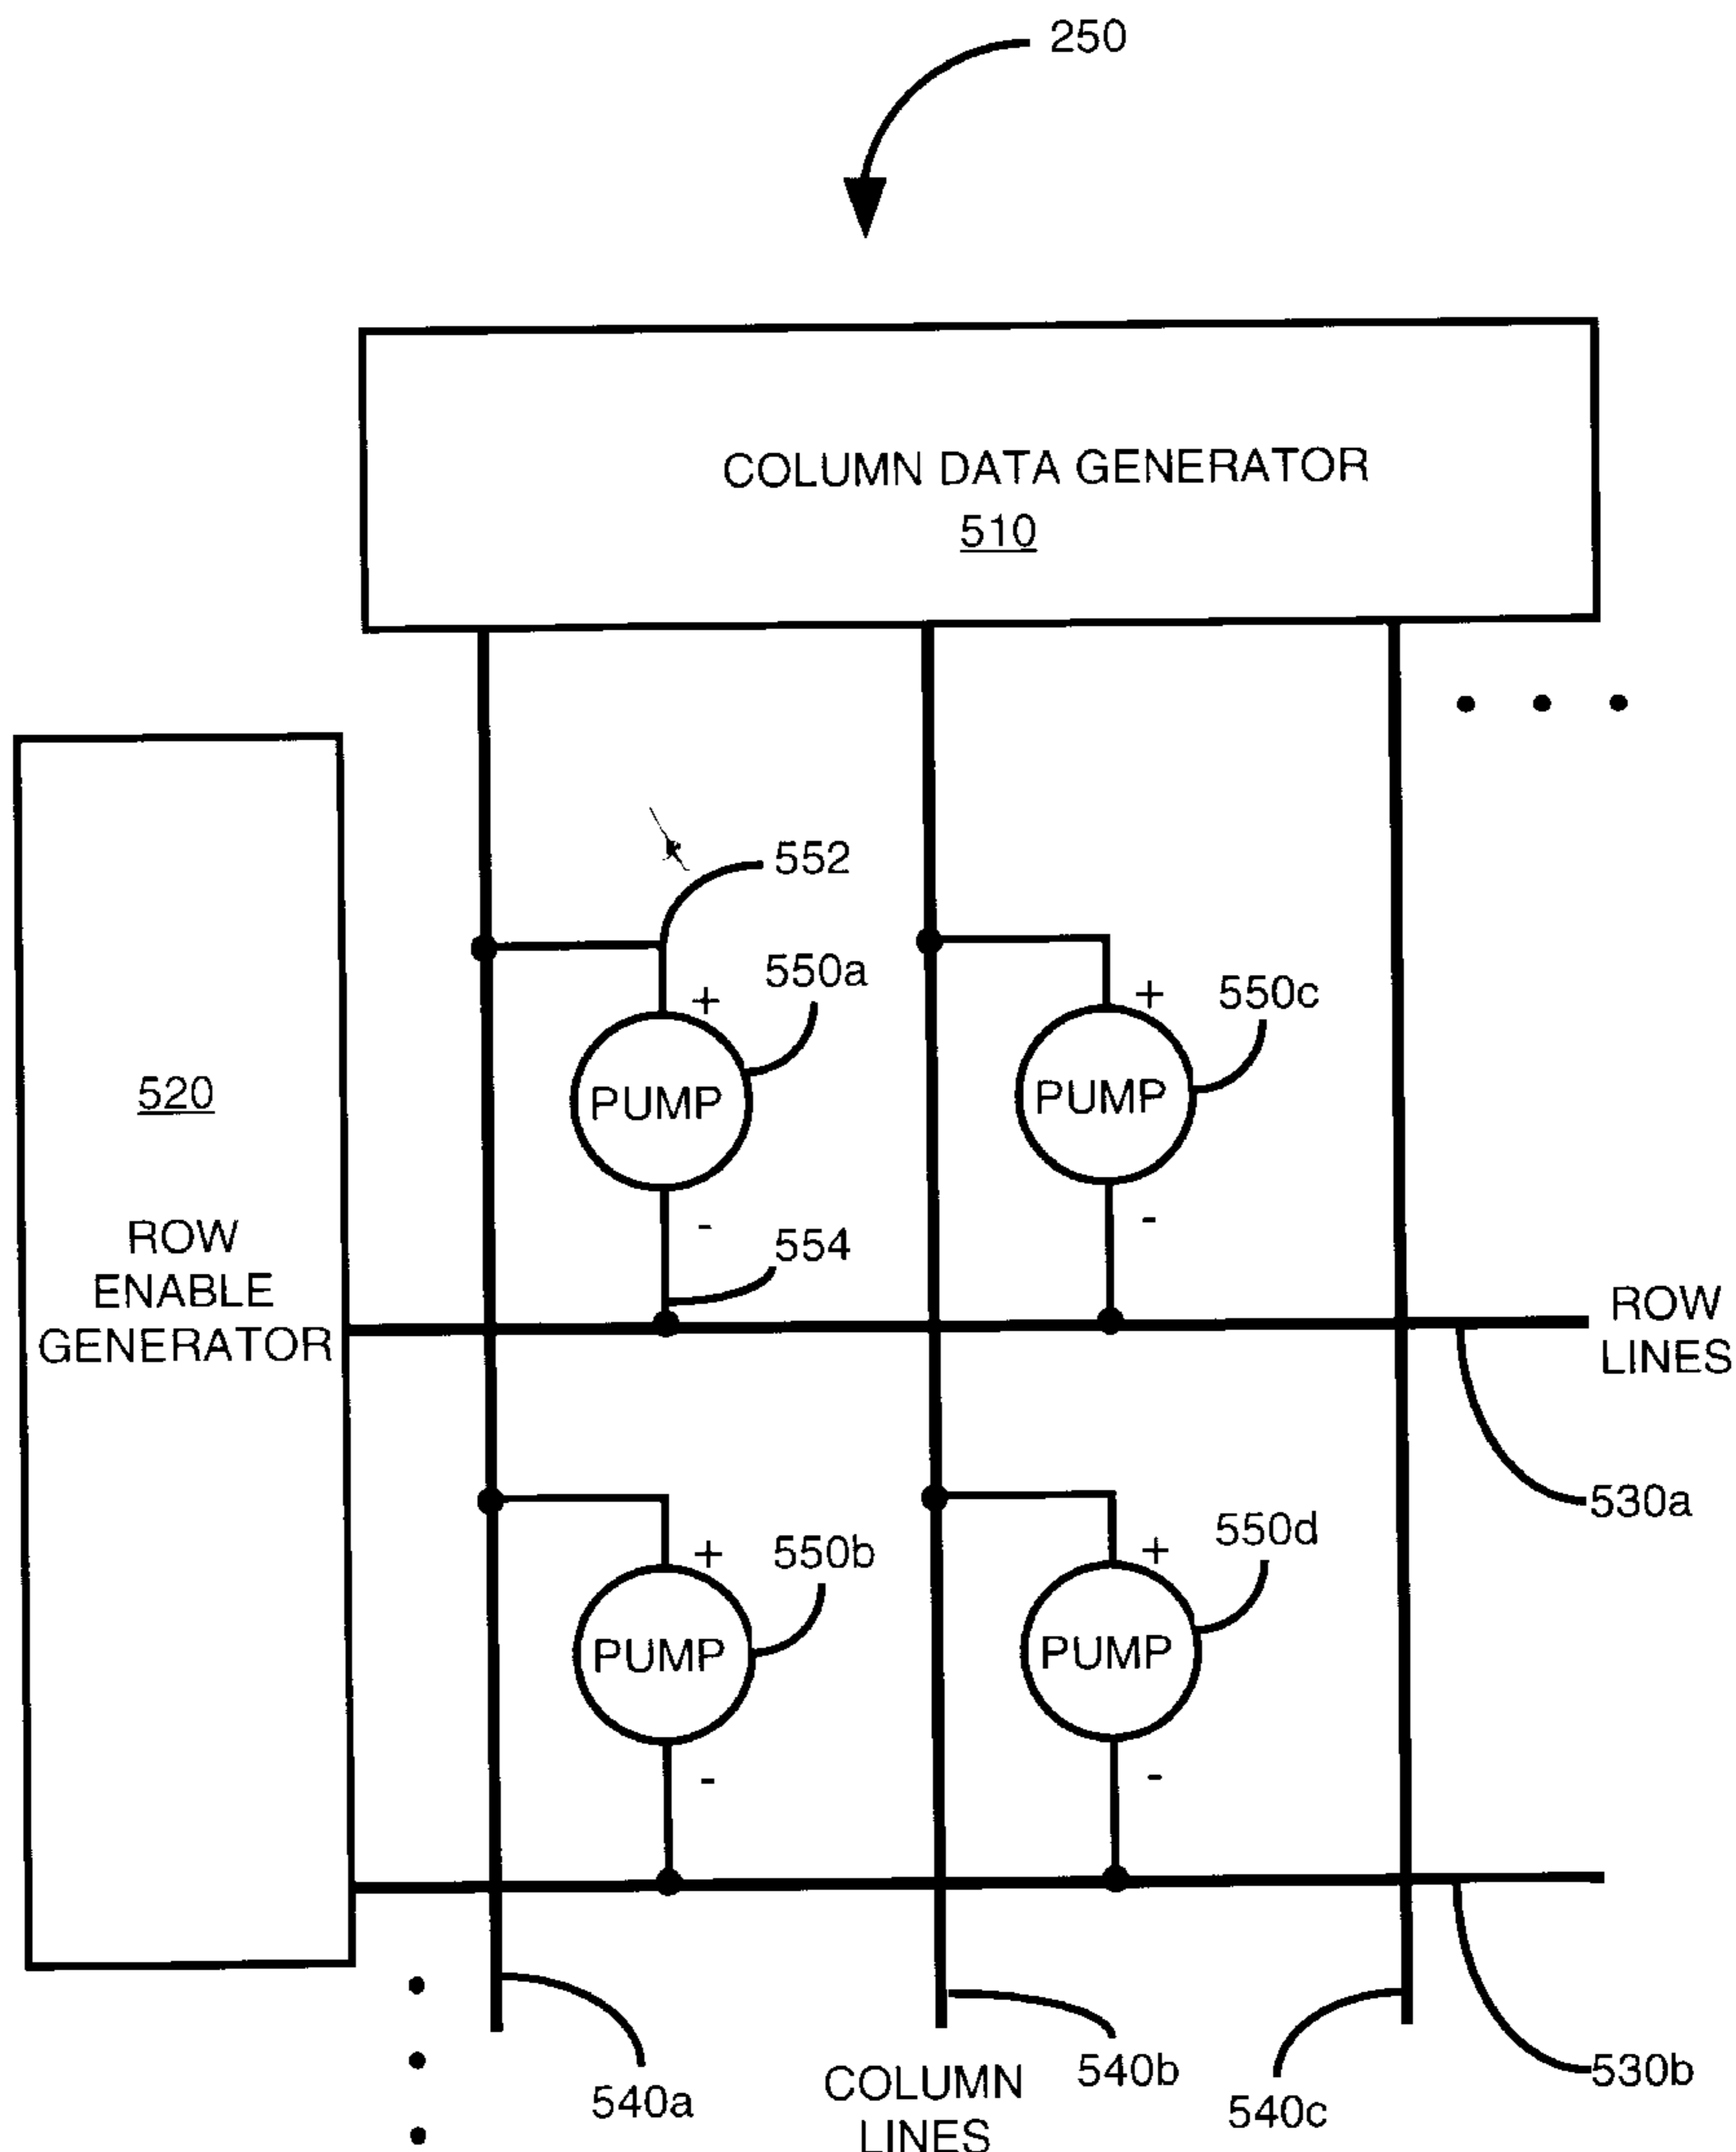 250
COLUMN DATA GENERATOR
510
552
550a
+
550c
+
PUMP
PUMP
520
-
-
554
ROW
ENABLE
GENERATOR
ROW
LINES
530a
550b
+
550d
+
PUMP
PUMP
-
-
540a
COLUMN
LINES
540b
540c
530b